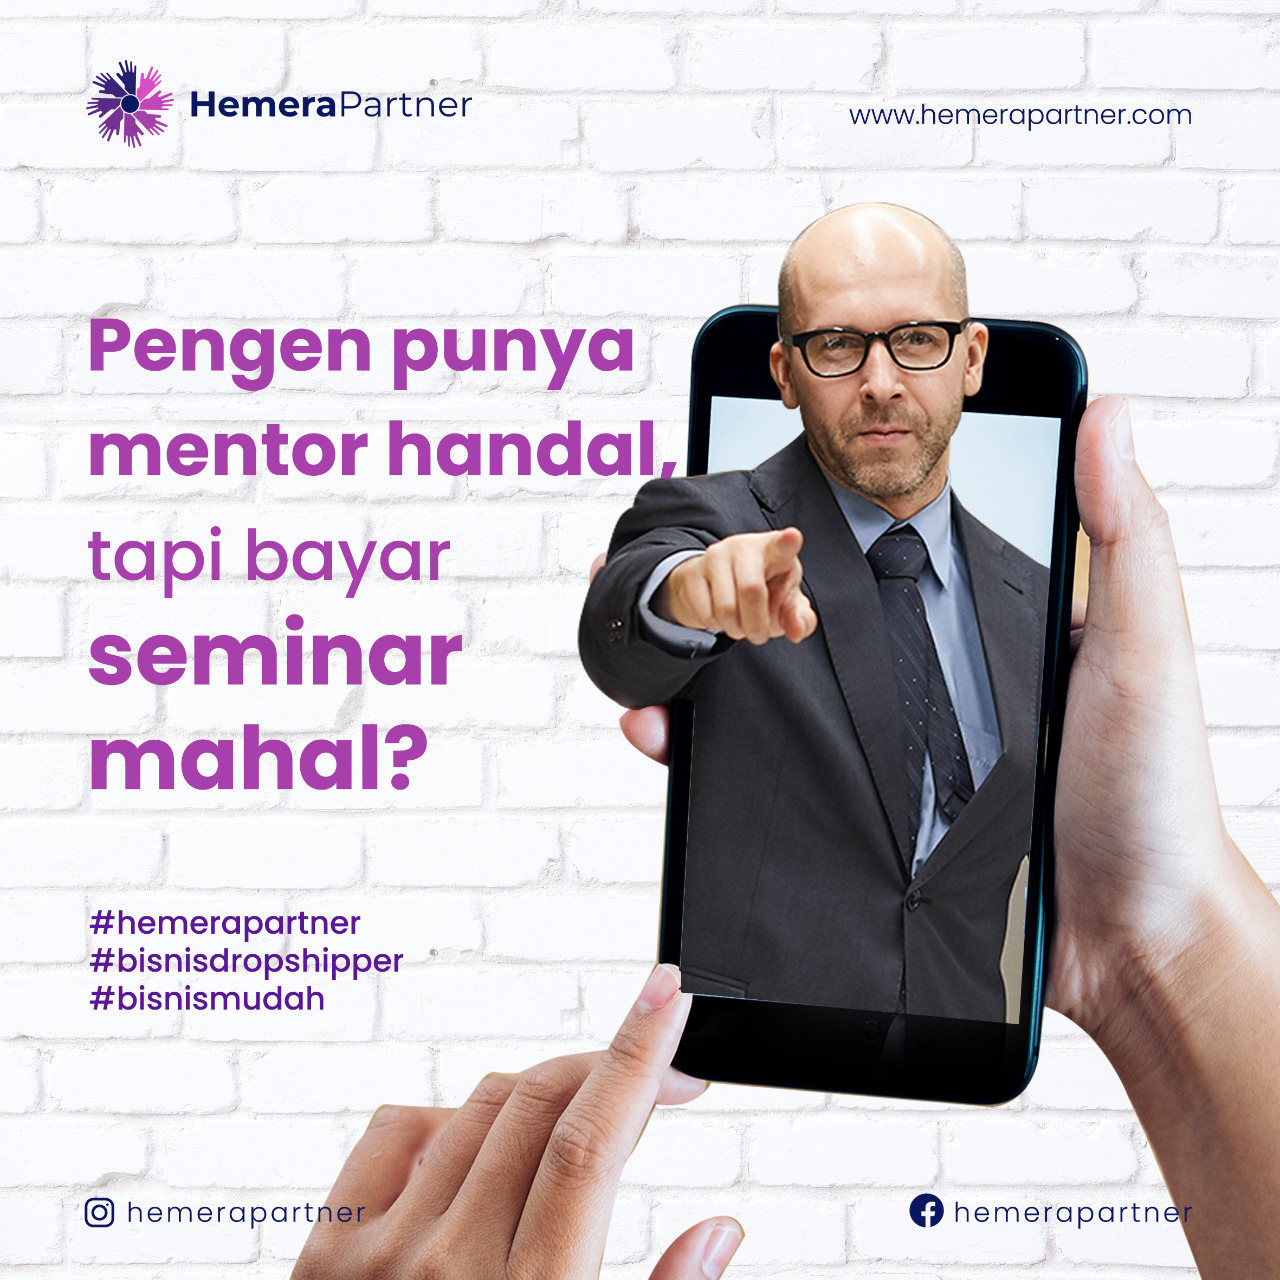 HemeraPartner
www.hemerapartner.com
Pengen punya
mentor handal,
tapi bayar
seminar
mahal?
#hemerapartner
#bisnisdropshipper
#bisnismudah
hemerapartner
hemerapartner